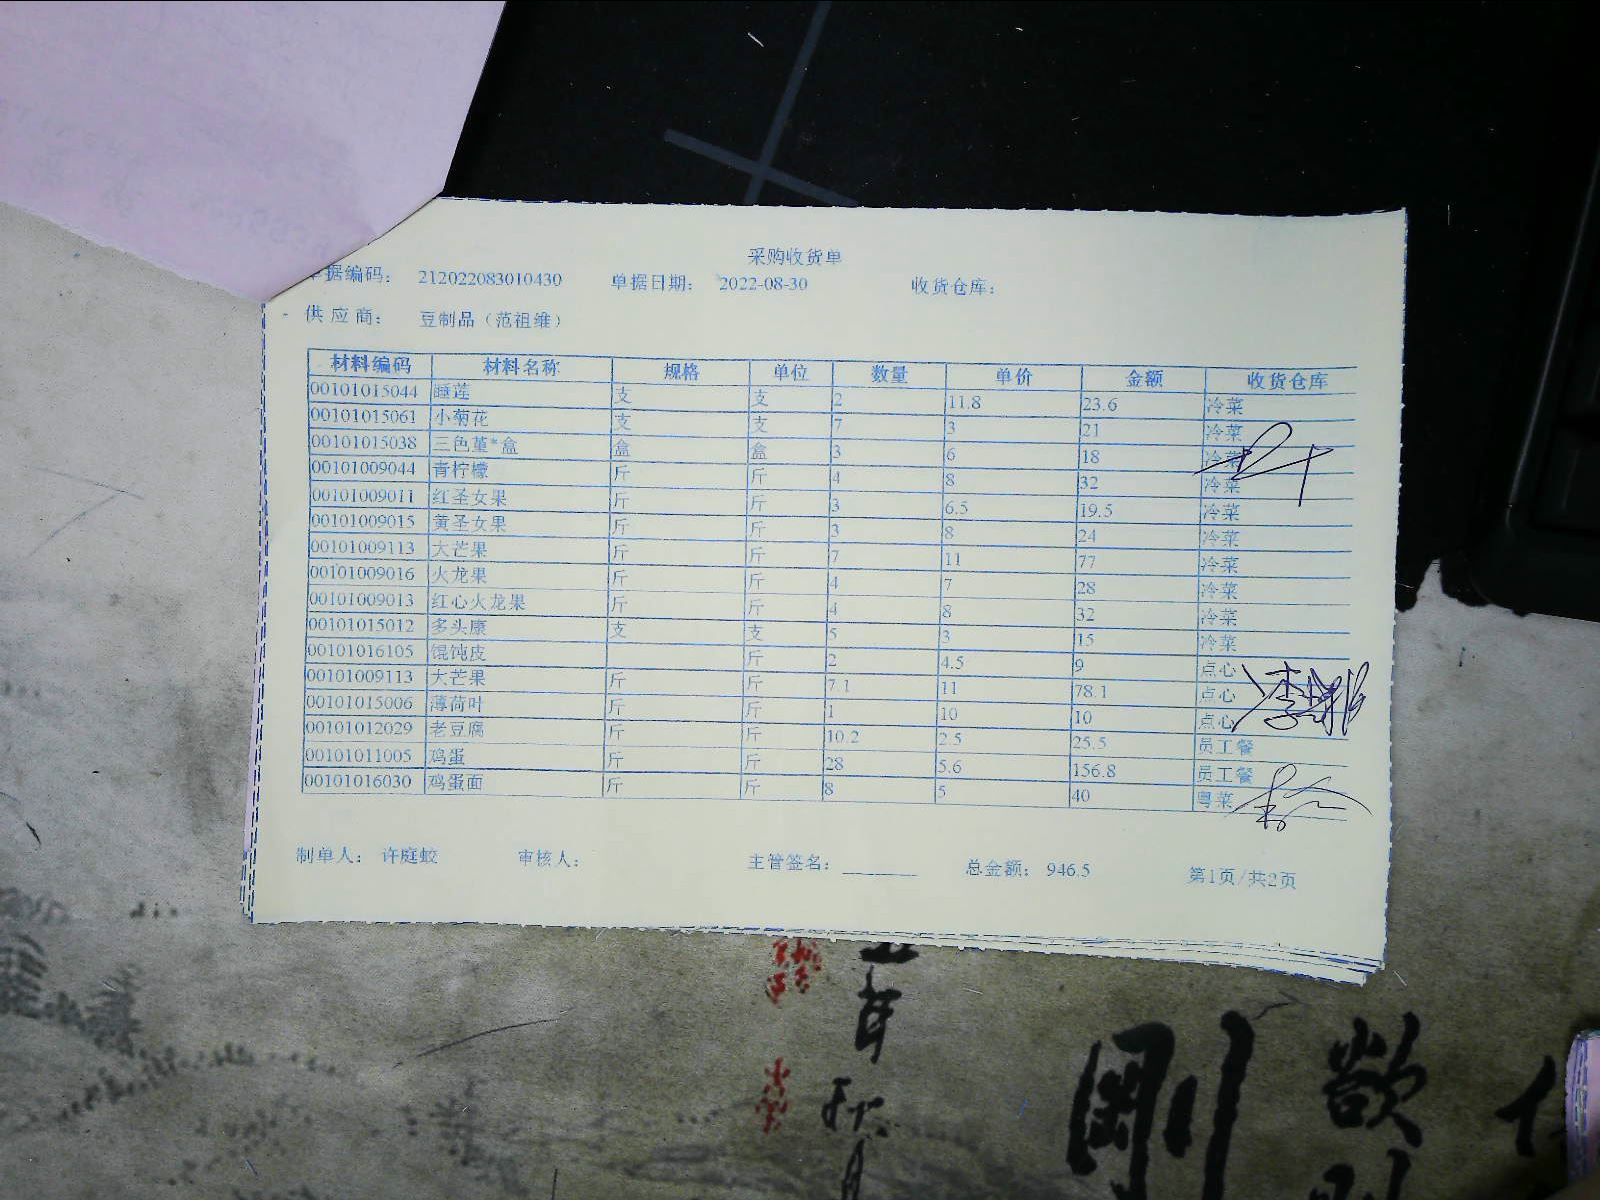 采购收货单
单据编码: 212022083010430 单据日期: 2022-08-30 收货仓库:
供应商: 豆制品（范祖维）
材料编码 材料名称 规格 单位 数量 单价 金额 收货仓库
00101015044 睡莲 支 支 2 11.8 23.6 冷菜
00101015061 小菊花 支 支 7 3 21 冷菜
00101015038 三色堇*盒 盒 盒 3 6 18 冷菜
00101009044 青柠檬 斤 斤 4 8 32 冷菜
00101009011 红圣女果 斤 斤 3 6.5 19.5 冷菜
00101009015 黄圣女果 斤 斤 3 8 24 冷菜
00101009113 大芒果 斤 斤 7 11 77 冷菜
00101009016 火龙果 斤 斤 4 7 28 冷菜
00101009013 红心火龙果 斤 斤 4 8 32 冷菜
00101015012 多头康 支 支 5 3 15 冷菜
00101016105 馄饨皮 斤 2 4.5 9 点心
00101009113 大芒果 斤 斤 7.1 11 78.1 点心
00101015006 薄荷叶 斤 斤 1 10 10 点心
00101012029 老豆腐 斤 斤 10.2 2.5 25.5 员工餐
00101011005 鸡蛋 斤 斤 28 5.6 156.8 员工餐
00101016030 鸡蛋面 斤 斤 8 5 40 粤菜
制单人: 许庭蛟 审核人: 主管签名: 总金额: 946.5 第1页/共2页
剛
欲
秋
月